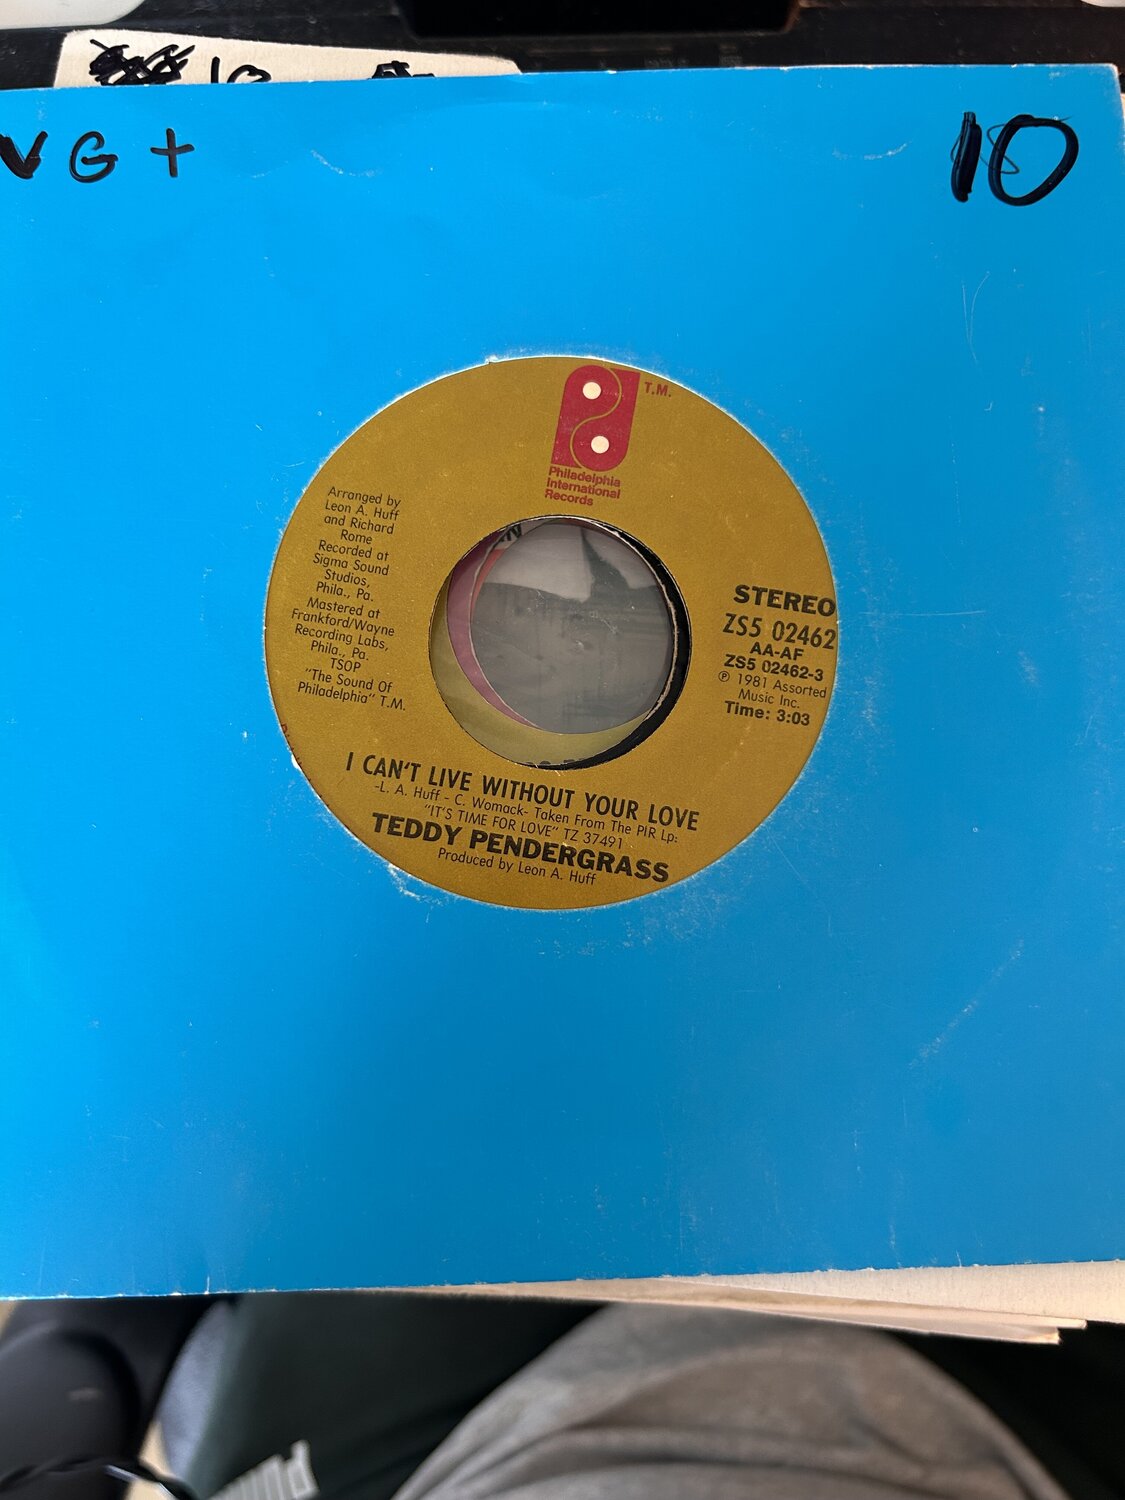 10
VG+
10
T.M.
Philadelphia
International
Records
Arranged by
Leon A. Huff
and Richard
Rome
Recorded at
Sigma Sound
Studios,
Phila., Pa.
Mastered at
Frankford/Wayne
Recording Labs,
Phila., Pa.
TSOP
"The Sound Of
Philadelphia" T.M.
STEREO
ZS5 02462
AA-AF
ZS5 02462-3
℗ 1981 Assorted
Music Inc.
Time: 3:03
I CAN'T LIVE WITHOUT YOUR LOVE
-L. A. Huff - C. Womack- Taken From The PIR Lp:
"IT'S TIME FOR LOVE" TZ 37491
TEDDY PENDERGRASS
Produced by Leon A. Huff
PUMA